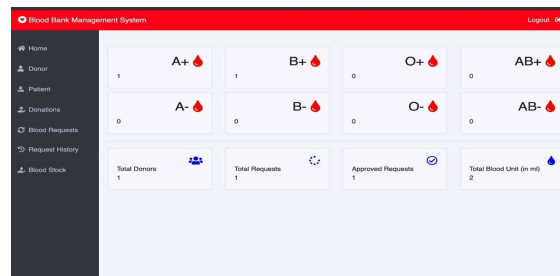 Blood Bank Management System
Logout
Home
Donor
Patient
Donations
Blood Requests
Request History
Blood Stock
A+
1
B+
1
O+
0
AB+
0
A-
0
B-
0
O-
0
AB-
0
Total Donors
1
Total Requests
1
Approved Requests
1
Total Blood Unit (in ml)
2